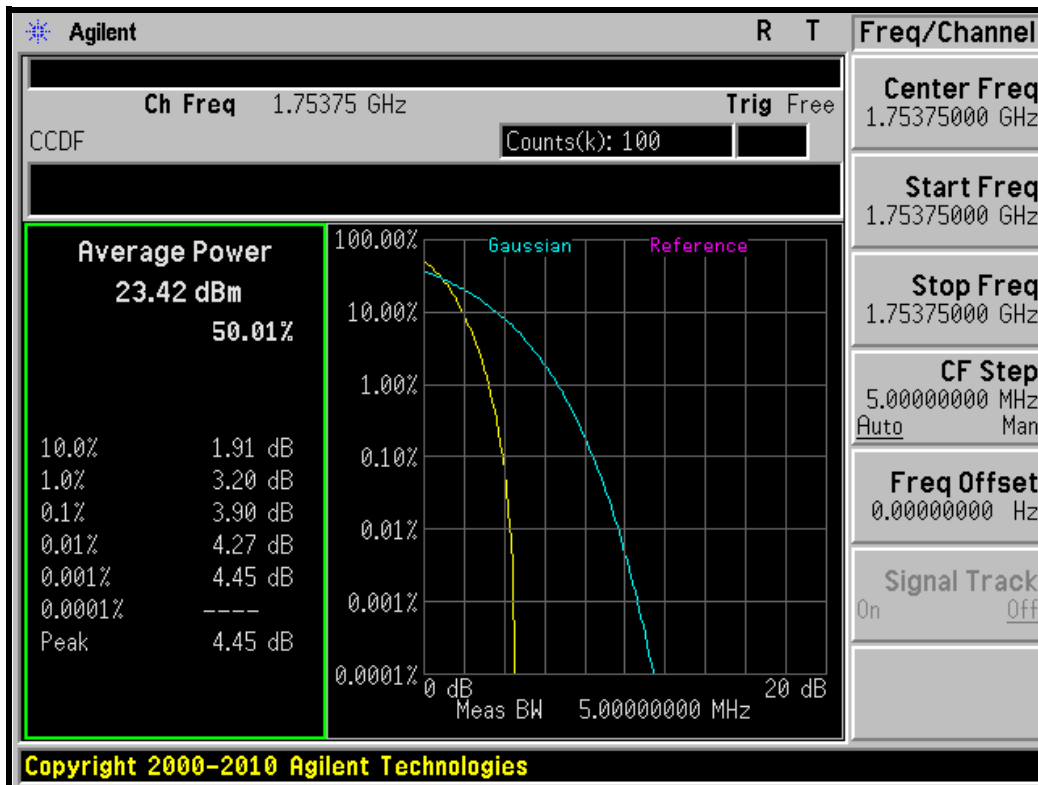 Agilent R T
Freq/Channel
Ch Freq 1.75375 GHz Trig Free
CCDF Counts(k): 100
Average Power
23.42 dBm
50.01%
10.0% 1.91 dB
1.0% 3.20 dB
0.1% 3.90 dB
0.01% 4.27 dB
0.001% 4.45 dB
0.0001% ----
Peak 4.45 dB
Gaussian Reference
100.00%
10.00%
1.00%
0.10%
0.01%
0.001%
0.0001%
0 dB 20 dB
Meas BW 5.00000000 MHz
Center Freq
1.75375000 GHz
Start Freq
1.75375000 GHz
Stop Freq
1.75375000 GHz
CF Step
5.00000000 MHz
Auto Man
Freq Offset
0.00000000 Hz
Signal Track
On Off
Copyright 2000-2010 Agilent Technologies